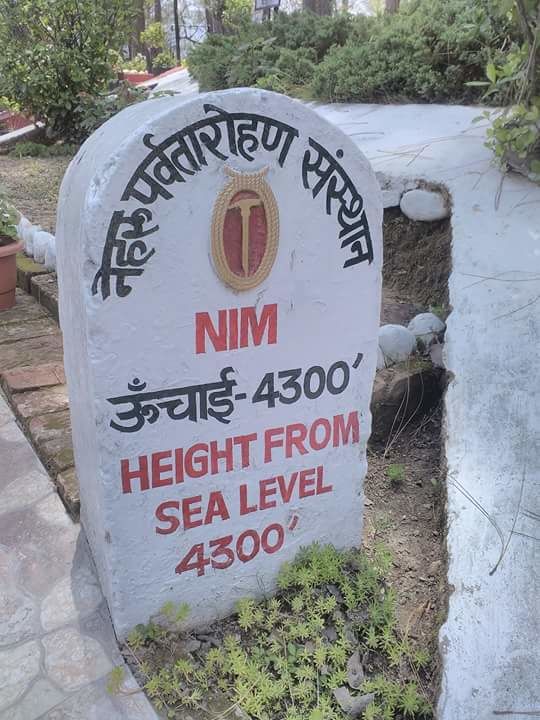 नेहरू पर्वतारोहण संस्थान
NIM
ऊँचाई-4300'
HEIGHT FROM
SEA LEVEL
4300'